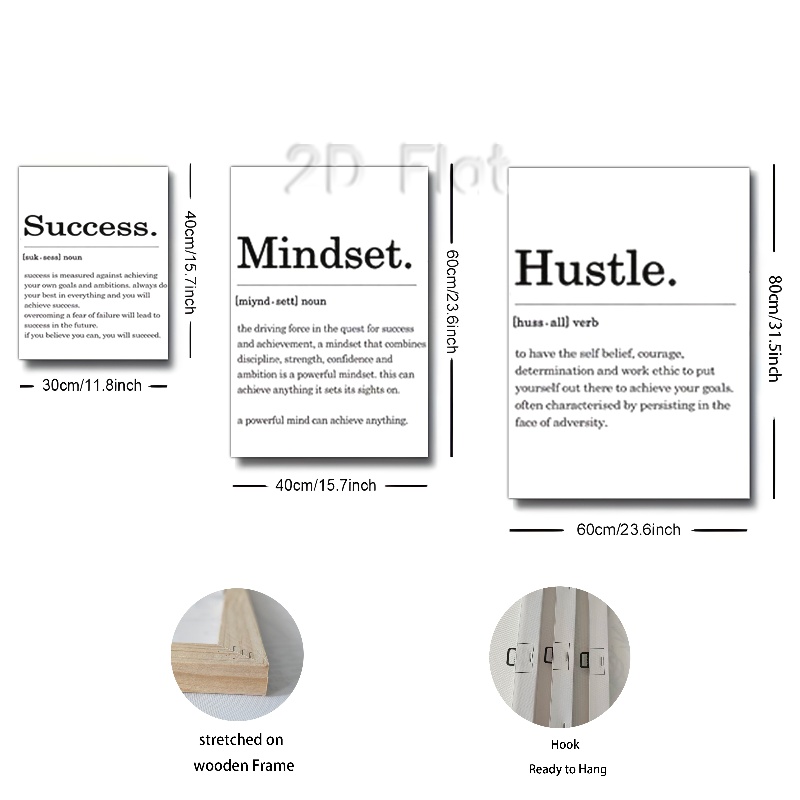 2D Flat
Success.
[suk·sess] noun
success is measured against achieving
your own goals and ambitions. always do
your best in everything and you will
achieve success.
overcoming a fear of failure will lead to
success in the future.
if you believe you can, you will succeed.
40cm/15.7inch
30cm/11.8inch
Mindset.
[miynd·sett] noun
the driving force in the quest for success
and achievement, a mindset that combines
discipline, strength, confidence and
ambition is a powerful mindset. this can
achieve anything it sets its sights on.
a powerful mind can achieve anything.
60cm/23.6inch
40cm/15.7inch
Hustle.
[huss·all] verb
to have the self belief, courage,
determination and work ethic to put
yourself out there to achieve your goals.
often characterised by persisting in the
face of adversity.
80cm/31.5inch
60cm/23.6inch
stretched on
wooden Frame
Hook
Ready to Hang